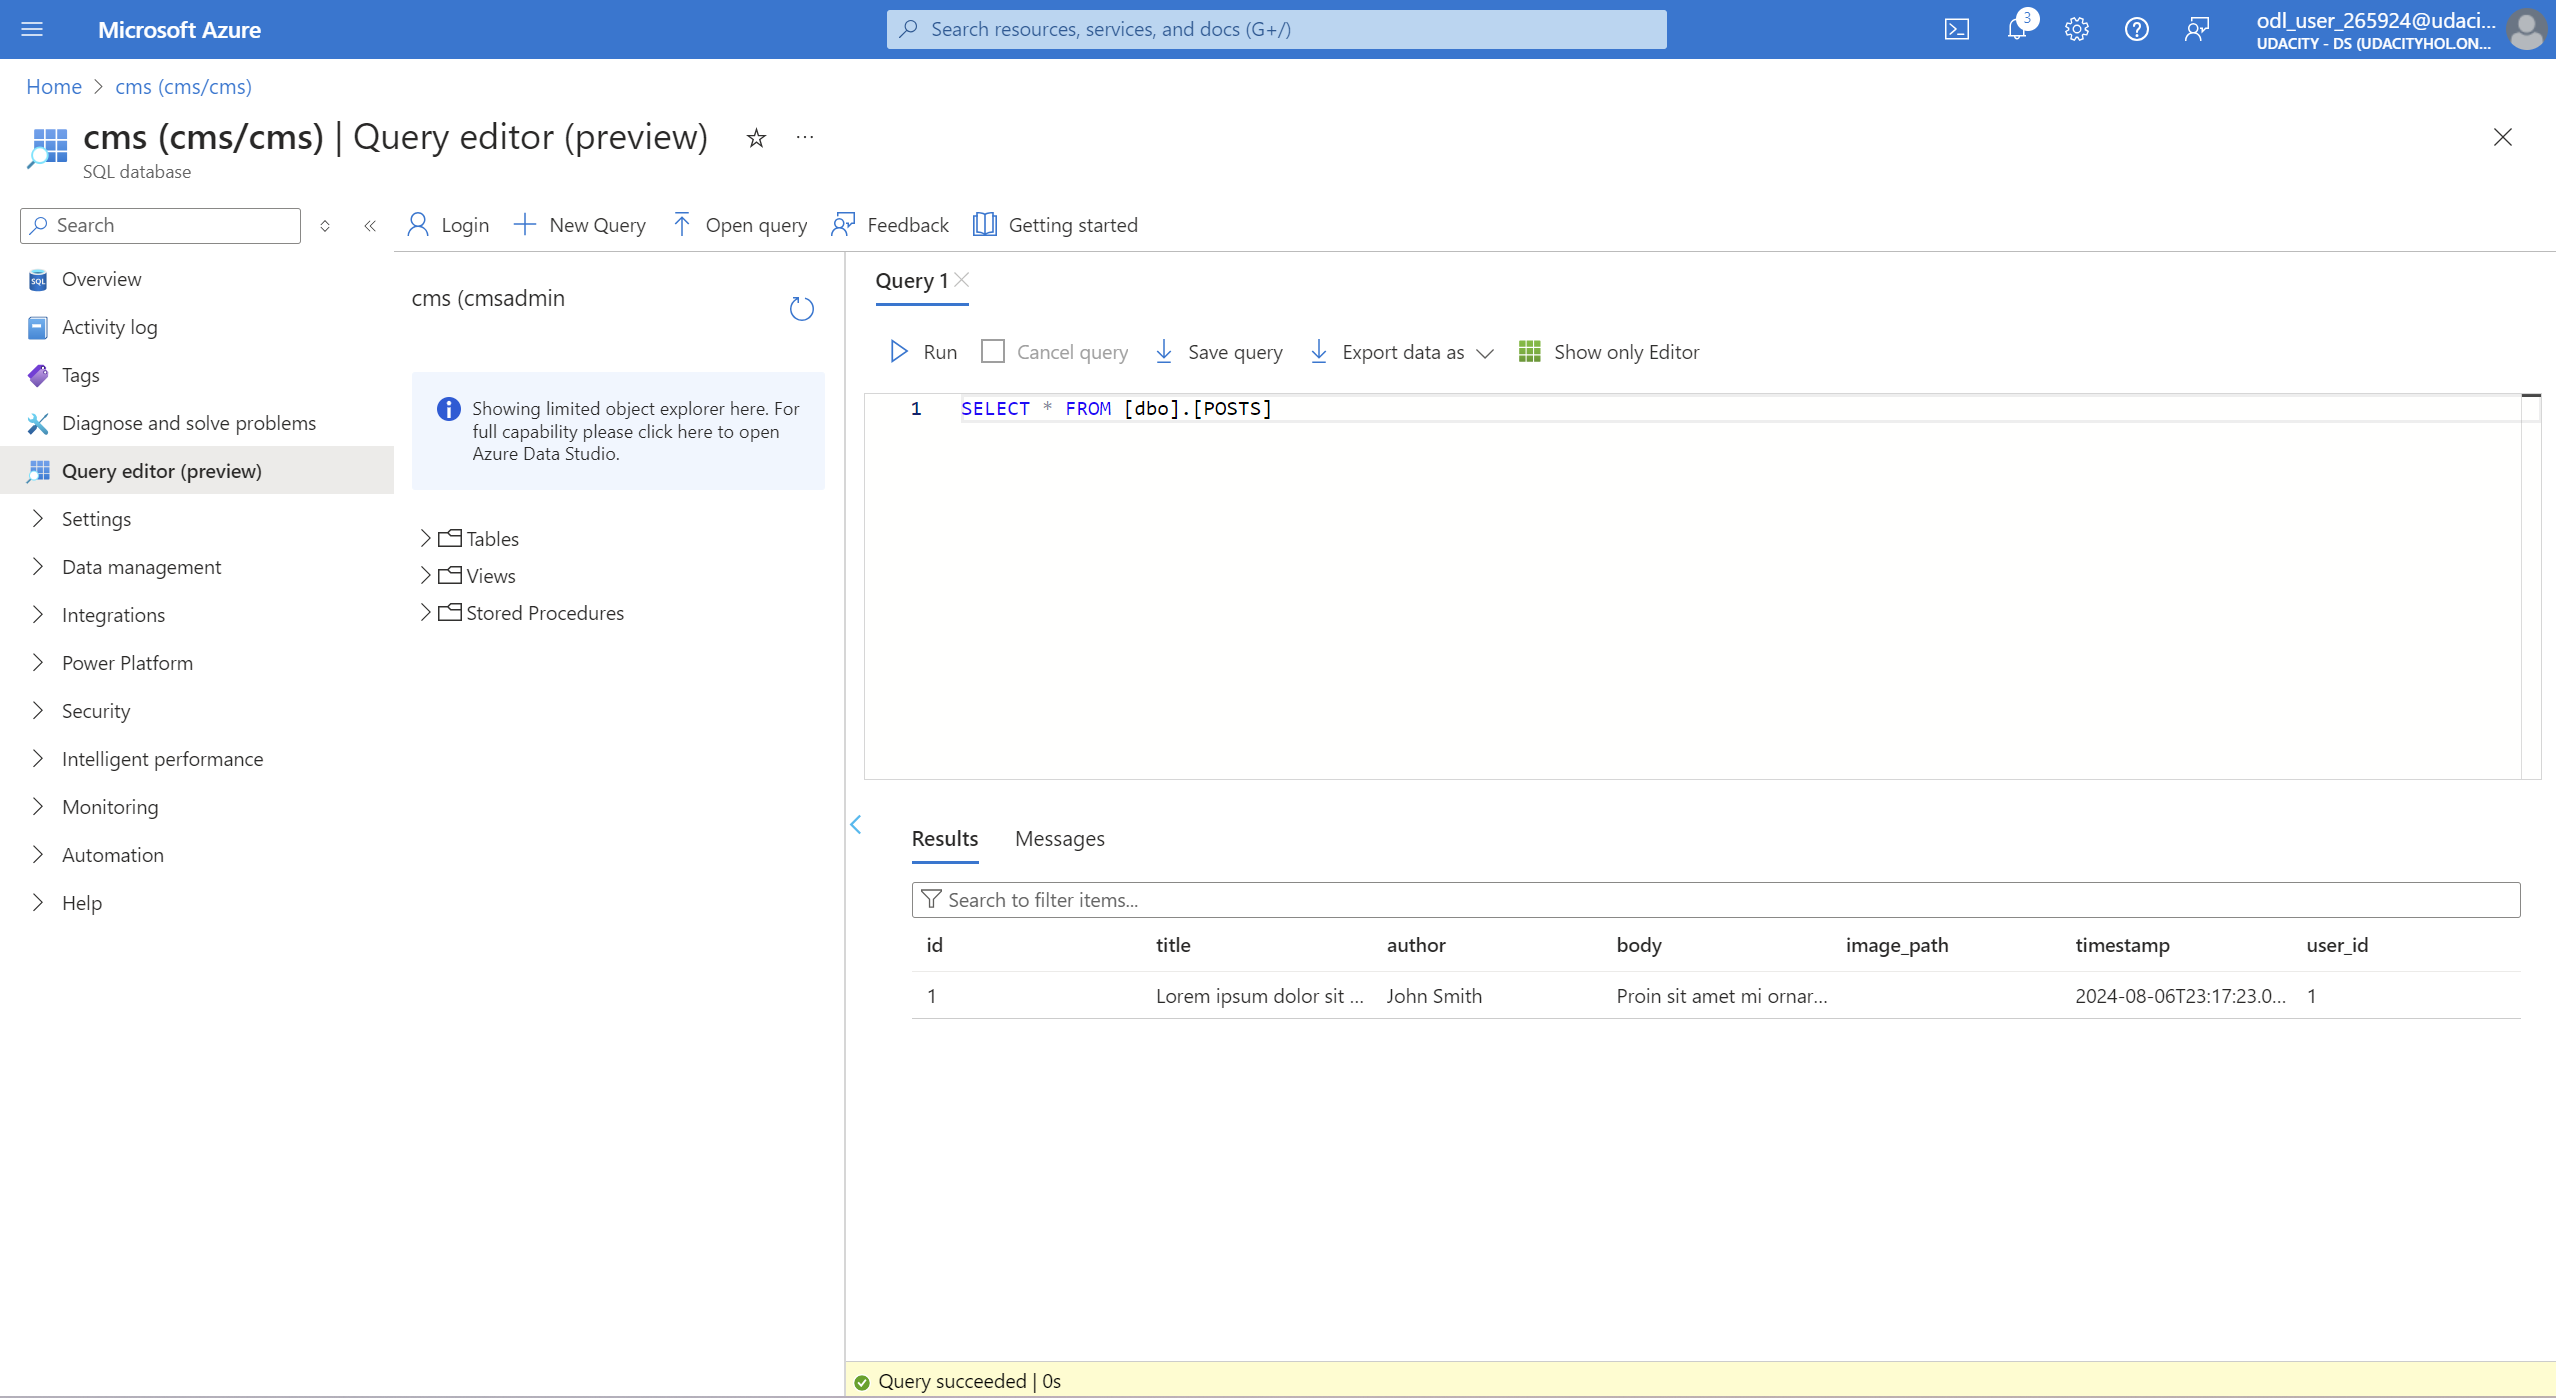 Microsoft Azure
Search resources, services, and docs (G+/)
3
odl_user_265924@udaci...
UDACITY - DS (UDACITYHOL.ON...
Home > cms (cms/cms)
cms (cms/cms) | Query editor (preview)
SQL database
Search
Login
New Query
Open query
Feedback
Getting started
Overview
Activity log
Tags
Diagnose and solve problems
Query editor (preview)
Settings
Data management
Integrations
Power Platform
Security
Intelligent performance
Monitoring
Automation
Help
cms (cmsadmin
Showing limited object explorer here. For
full capability please click here to open
Azure Data Studio.
Tables
Views
Stored Procedures
Query 1
Run
Cancel query
Save query
Export data as
Show only Editor
1 SELECT * FROM [dbo].[POSTS]
Results
Messages
Search to filter items...
id title author body image_path timestamp user_id
1 Lorem ipsum dolor sit ... John Smith Proin sit amet mi ornar... 2024-08-06T23:17:23.0... 1
Query succeeded | 0s